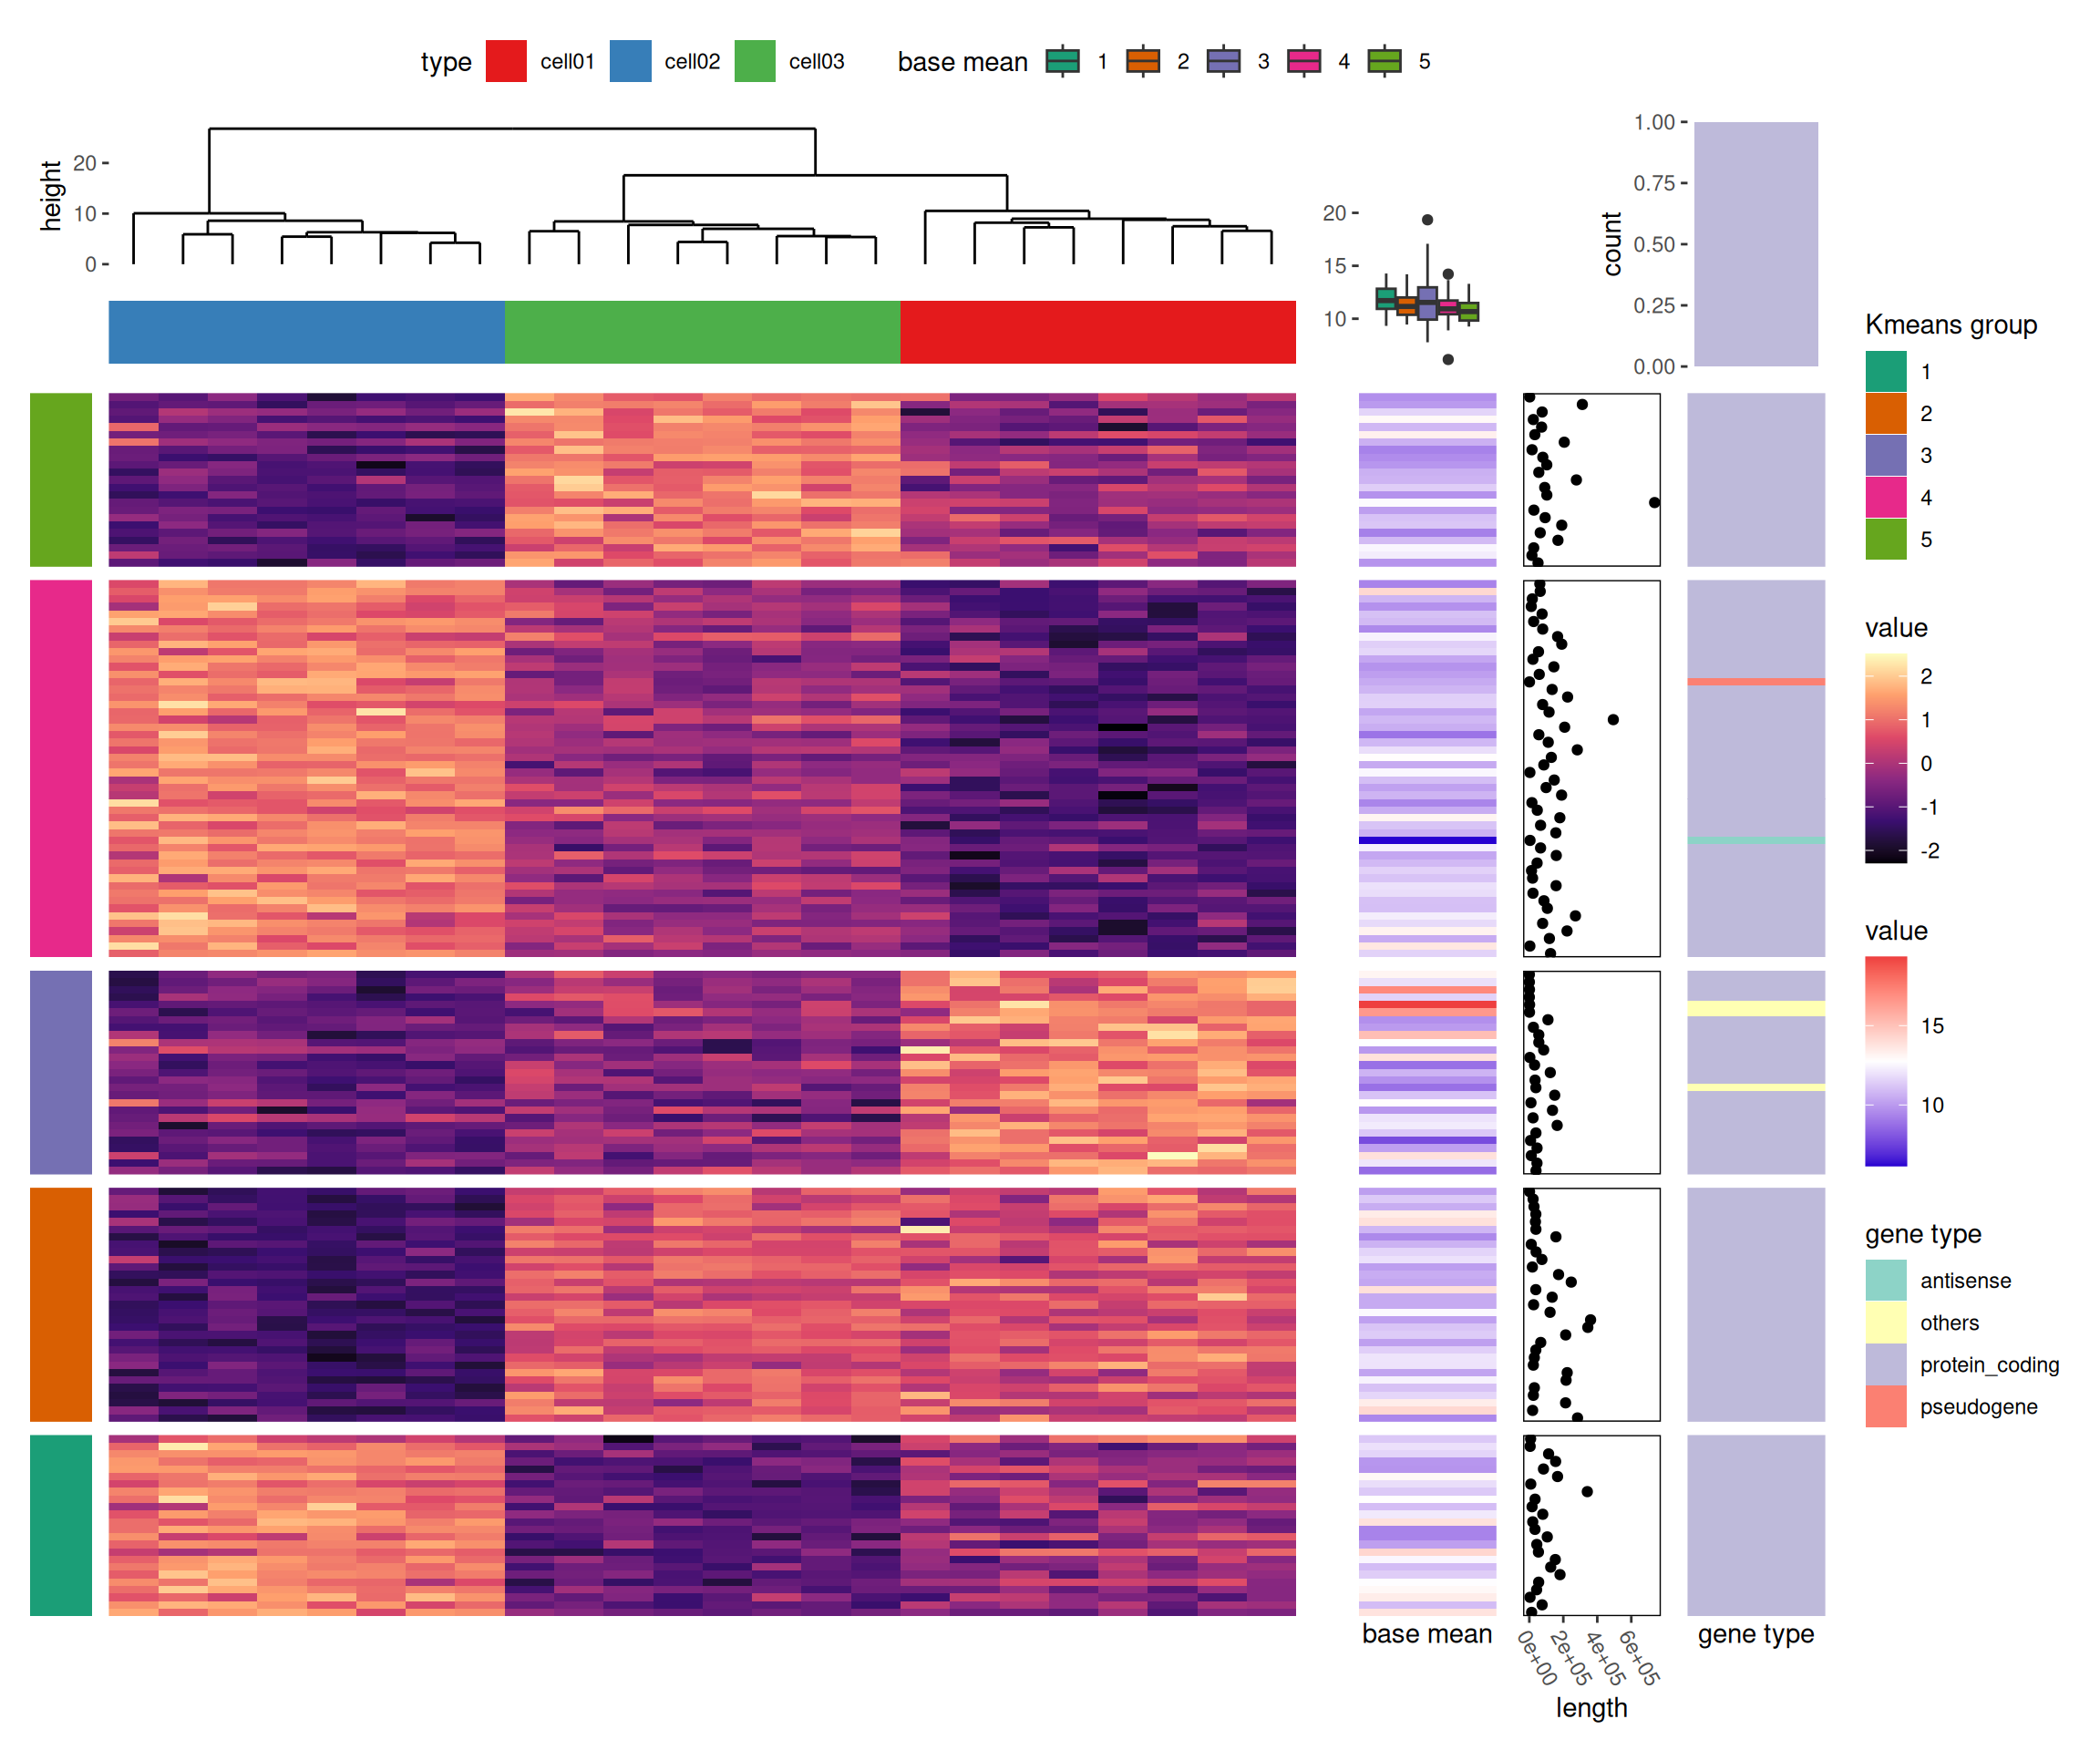 type cell01 cell02 cell03 base mean 1 2 3 4 5
height
20
10
0
20
15
10
count
1.00
0.75
0.50
0.25
0.00
Kmeans group
1
2
3
4
5
value
2
1
0
-1
-2
value
15
10
gene type
antisense
others
protein_coding
pseudogene
base mean
0e+00
2e+05
4e+05
6e+05
length
gene type